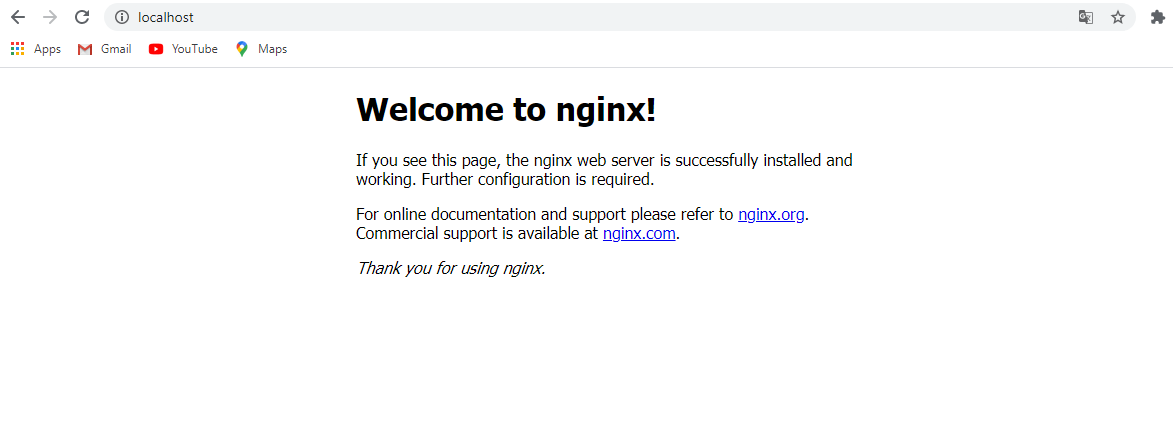 localhost
Apps Gmail YouTube Maps
Welcome to nginx!
If you see this page, the nginx web server is successfully installed and
working. Further configuration is required.
For online documentation and support please refer to nginx.org.
Commercial support is available at nginx.com.
Thank you for using nginx.